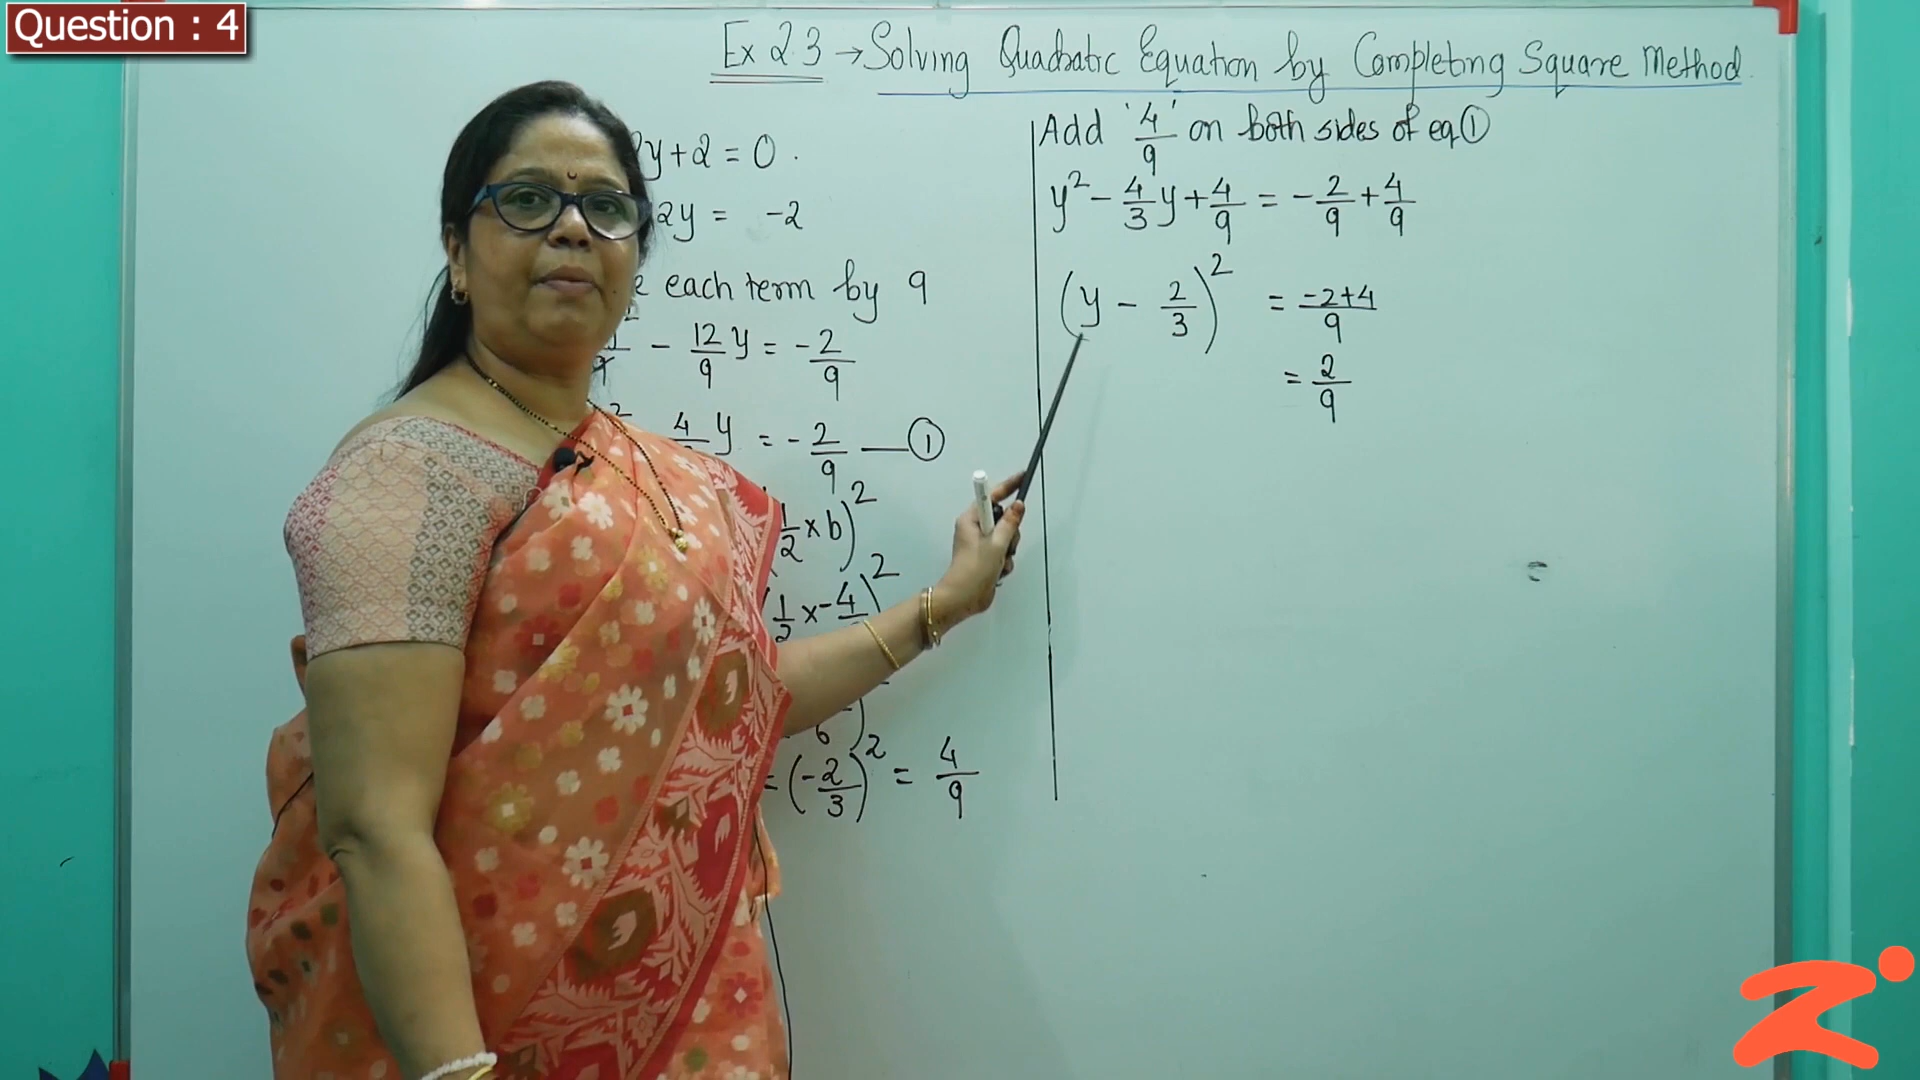 Question : 4
Ex 2.3 → Solving Quadratic Equation by Completing Square Method
y+2 = 0
2y = -2
each term by 9
- 12/9 y = -2/9
4 y = -2/9 — ①
1/2 × b)²
1/2 × -4)²
6)
= (-2/3)² = 4/9
Add '4/9' on both sides of eq ①
y² - 4/3 y + 4/9 = -2/9 + 4/9
(y - 2/3)² = -2+4/9
= 2/9